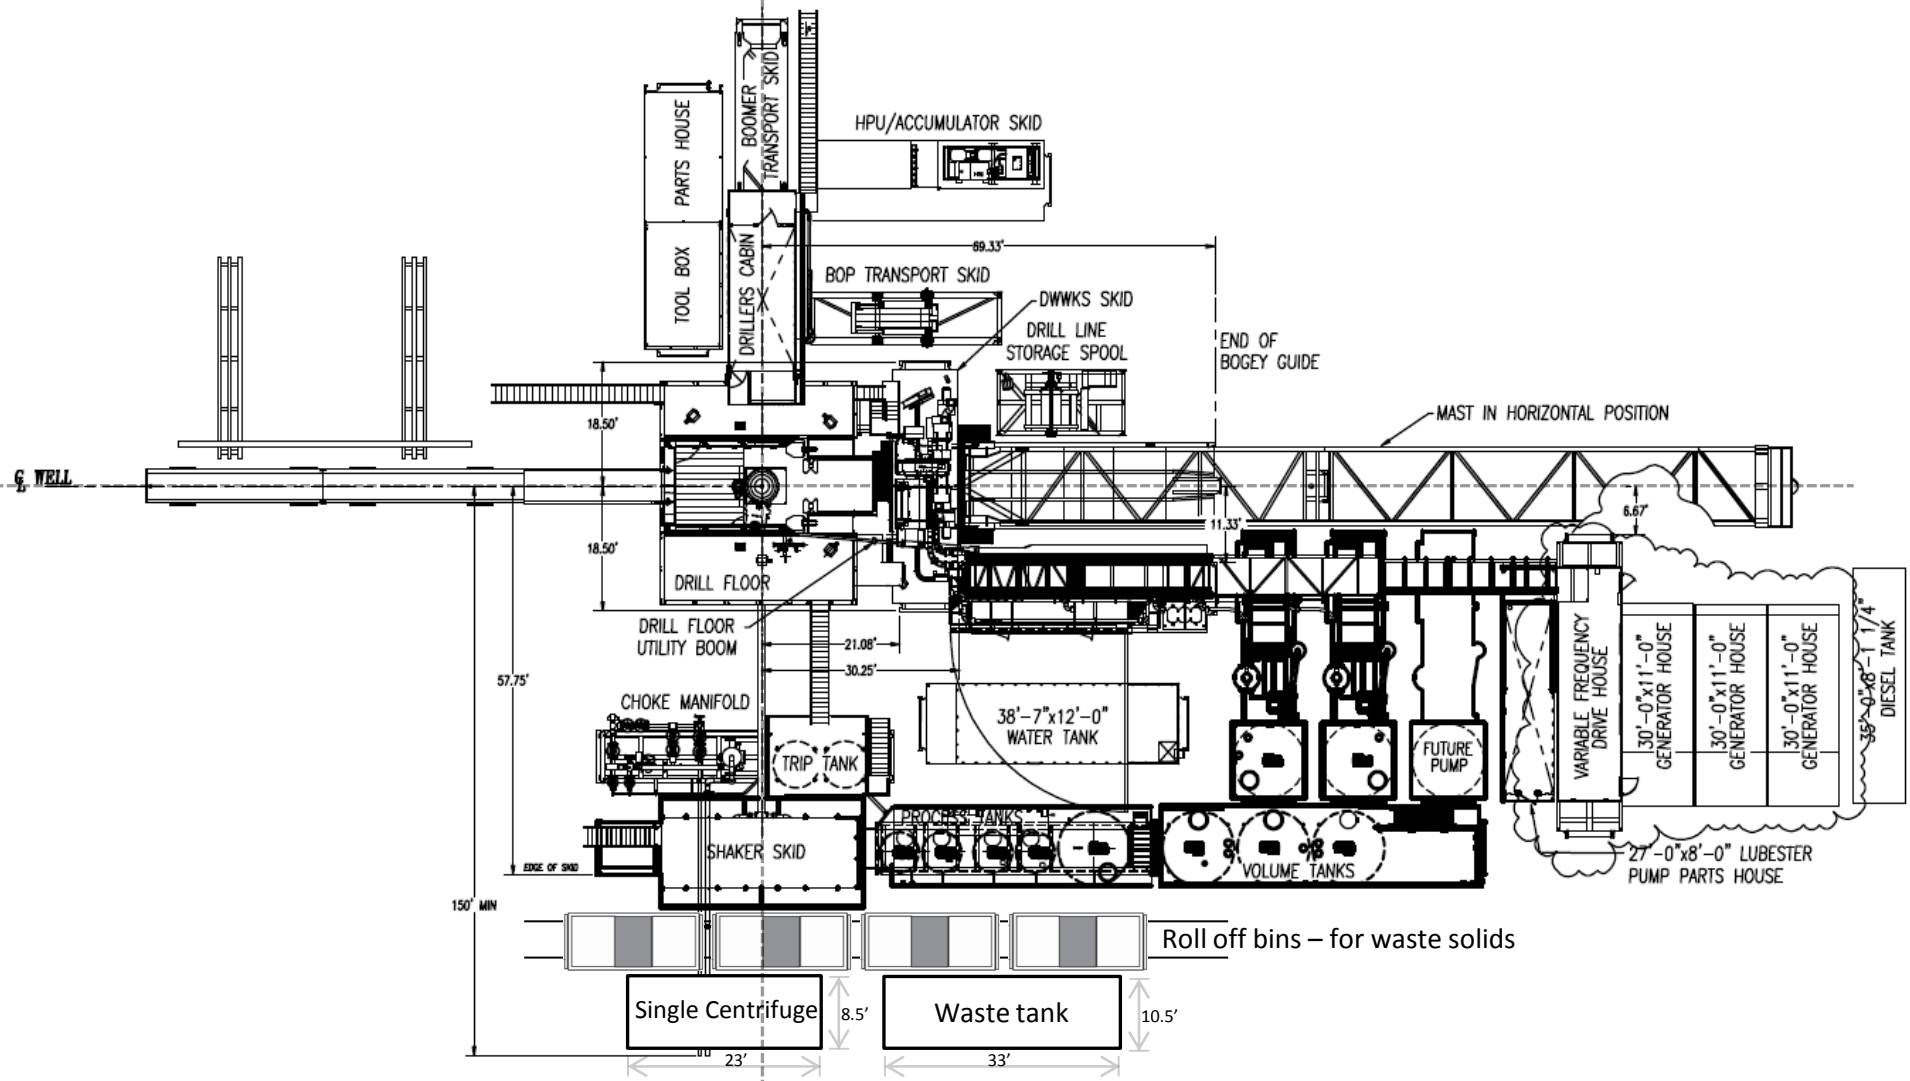 BOOMER
TRANSPORT SKID
PARTS HOUSE
HPU/ACCUMULATOR SKID
TOOL BOX
DRILLERS CABIN
69.33'
BOP TRANSPORT SKID
DWWKS SKID
DRILL LINE
STORAGE SPOOL
END OF
BOGEY GUIDE
MAST IN HORIZONTAL POSITION
18.50'
WELL
6.67'
11.33'
18.50'
DRILL FLOOR
DRILL FLOOR
UTILITY BOOM
21.08'
30.25'
57.75'
CHOKE MANIFOLD
38'-7"x12'-0"
WATER TANK
TRIP TANK
FUTURE
PUMP
VARIABLE FREQUENCY
DRIVE HOUSE
30'-0"x11'-0"
GENERATOR HOUSE
30'-0"x11'-0"
GENERATOR HOUSE
30'-0"x11'-0"
GENERATOR HOUSE
35'-0"x8'-1 1/4"
DIESEL TANK
PROCESS TANKS
SHAKER SKID
VOLUME TANKS
27'-0"x8'-0" LUBESTER
PUMP PARTS HOUSE
EDGE OF SKID
150' MIN
Roll off bins – for waste solids
Single Centrifuge
8.5'
Waste tank
10.5'
23'
33'